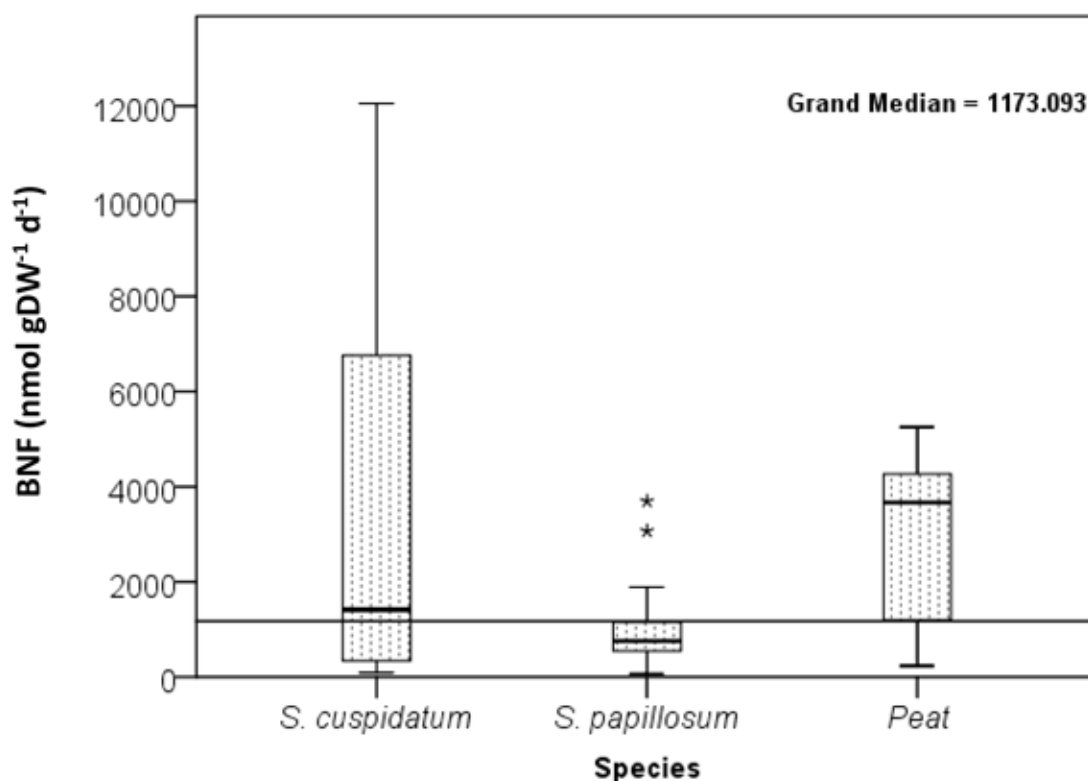 Grand Median = 1173.093
BNF (nmol gDW⁻¹ d⁻¹)
12000
10000
8000
6000
4000
2000
0
S. cuspidatum S. papillosum Peat
Species